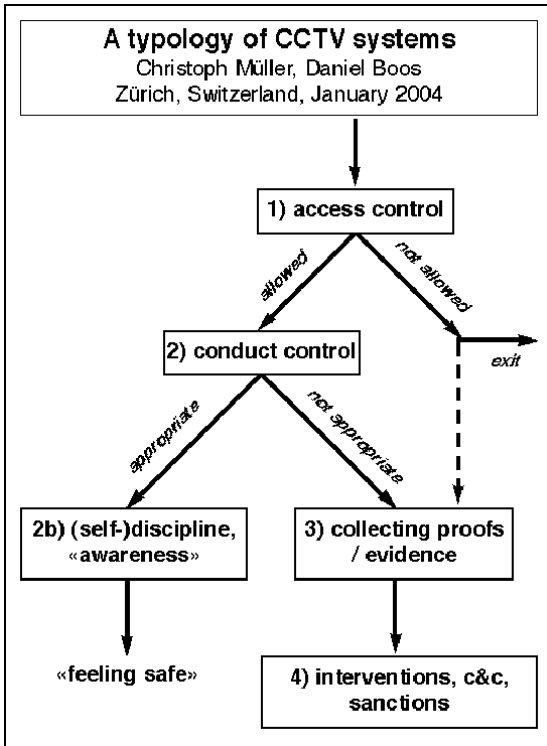 A typology of CCTV systems
Christoph Müller, Daniel Boos
Zürich, Switzerland, January 2004
1) access control
allowed
not allowed
2) conduct control
exit
appropriate
not appropriate
2b) (self-)discipline,
«awareness»
3) collecting proofs
/ evidence
«feeling safe»
4) interventions, c&c,
sanctions